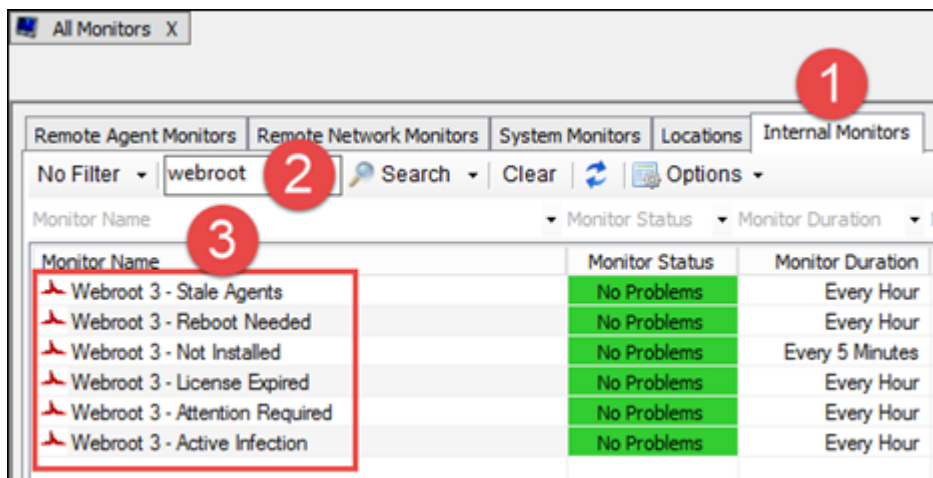 All Monitors X
1
Remote Agent Monitors Remote Network Monitors System Monitors Locations Internal Monitors
No Filter webroot 2 Search Clear Options
Monitor Name Monitor Status Monitor Duration
3
Monitor Name Monitor Status Monitor Duration
Webroot 3 - Stale Agents No Problems Every Hour
Webroot 3 - Reboot Needed No Problems Every Hour
Webroot 3 - Not Installed No Problems Every 5 Minutes
Webroot 3 - License Expired No Problems Every Hour
Webroot 3 - Attention Required No Problems Every Hour
Webroot 3 - Active Infection No Problems Every Hour